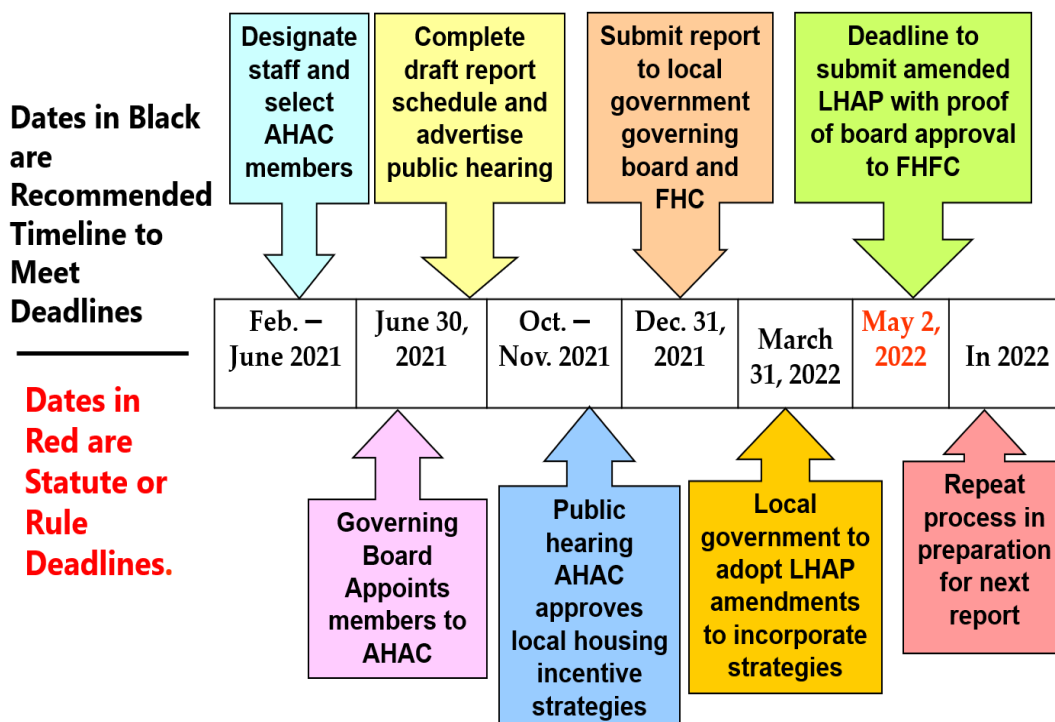 Dates in Black
are
Recommended
Timeline to
Meet
Deadlines
Dates in
Red are
Statute or
Rule
Deadlines.
Designate
staff and
select
AHAC
members
Complete
draft report
schedule and
advertise
public hearing
Submit report
to local
government
governing
board and
FHC
Deadline to
submit amended
LHAP with proof
of board approval
to FHFC
Feb. –
June 2021
June 30,
2021
Oct. –
Nov. 2021
Dec. 31,
2021
March
31, 2022
May 2,
2022
In 2022
Governing
Board
Appoints
members to
AHAC
Public
hearing
AHAC
approves
local housing
incentive
strategies
Local
government to
adopt LHAP
amendments
to incorporate
strategies
Repeat
process in
preparation
for next
report